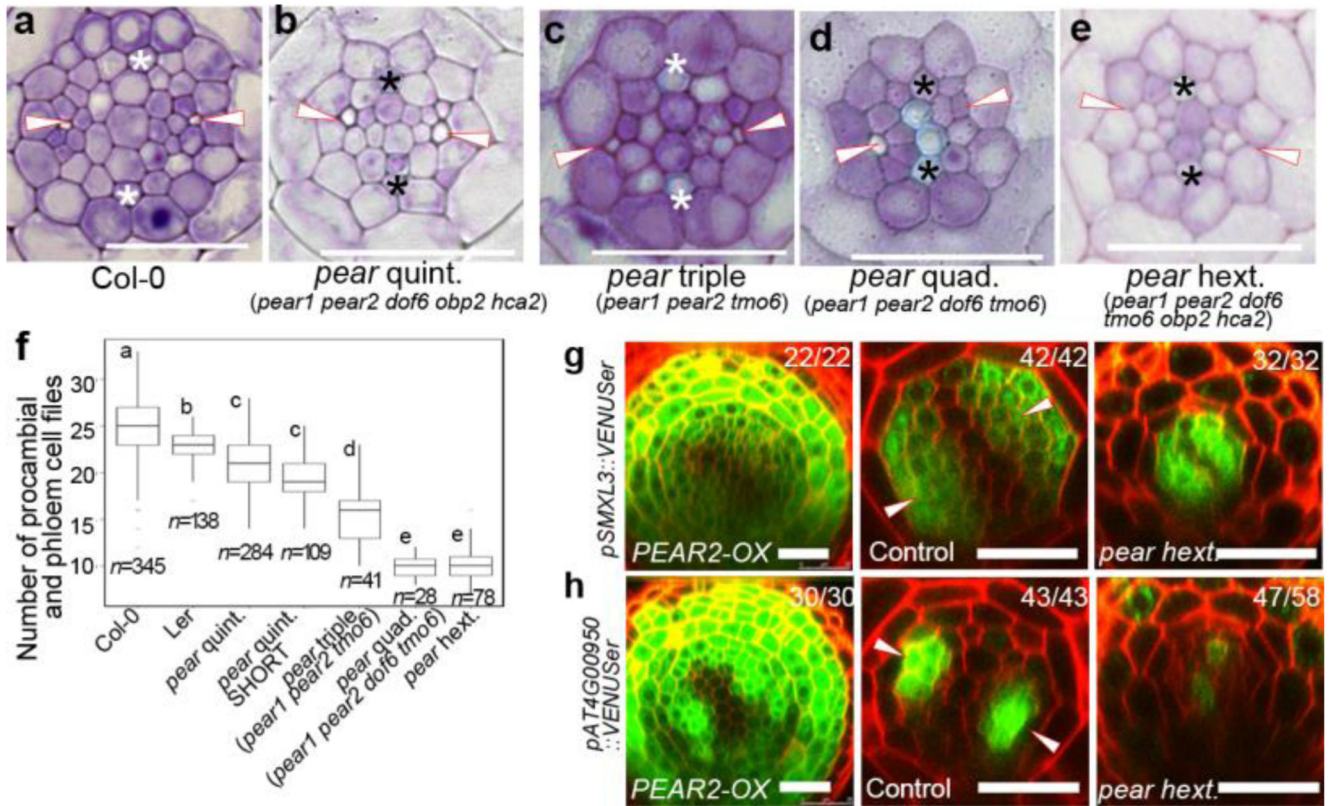 a
b
c
d
e
Col-0
pear quint.
(pear1 pear2 dof6 obp2 hca2)
pear triple
(pear1 pear2 tmo6)
pear quad.
(pear1 pear2 dof6 tmo6)
pear hext.
(pear1 pear2 dof6
tmo6 obp2 hca2)
f
Number of procambial
and phloem cell files
30
25
20
15
10
a
b
c
c
d
e
e
n=345
n=138
n=284
n=109
n=41
n=28
n=78
Col-0
Ler
pear quint.
pear quint.
SHORT
pear triple
(pear1 pear2 tmo6)
pear quad.
(pear1 pear2 dof6 tmo6)
pear hext.
g
pSMXL3::VENUSer
22/22
PEAR2-OX
42/42
Control
32/32
pear hext.
h
pAT4G00950
::VENUSer
30/30
PEAR2-OX
43/43
Control
47/58
pear hext.